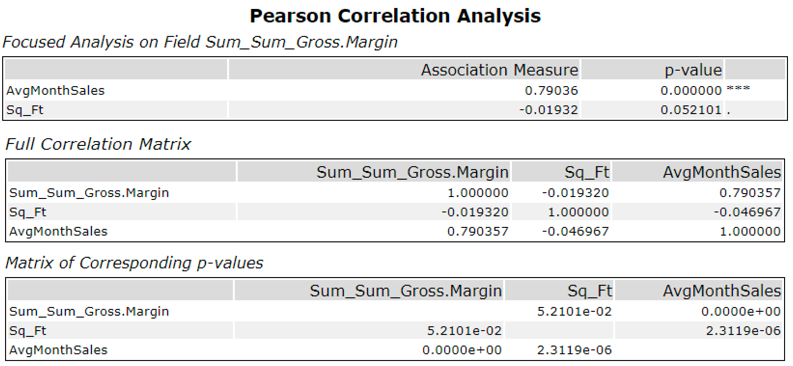 Pearson Correlation Analysis
Focused Analysis on Field Sum_Sum_Gross.Margin
Association Measure p-value
AvgMonthSales 0.79036 0.000000 ***
Sq_Ft -0.01932 0.052101 .
Full Correlation Matrix
Sum_Sum_Gross.Margin Sq_Ft AvgMonthSales
Sum_Sum_Gross.Margin 1.000000 -0.019320 0.790357
Sq_Ft -0.019320 1.000000 -0.046967
AvgMonthSales 0.790357 -0.046967 1.000000
Matrix of Corresponding p-values
Sum_Sum_Gross.Margin Sq_Ft AvgMonthSales
Sum_Sum_Gross.Margin 5.2101e-02 0.0000e+00
Sq_Ft 5.2101e-02 2.3119e-06
AvgMonthSales 0.0000e+00 2.3119e-06